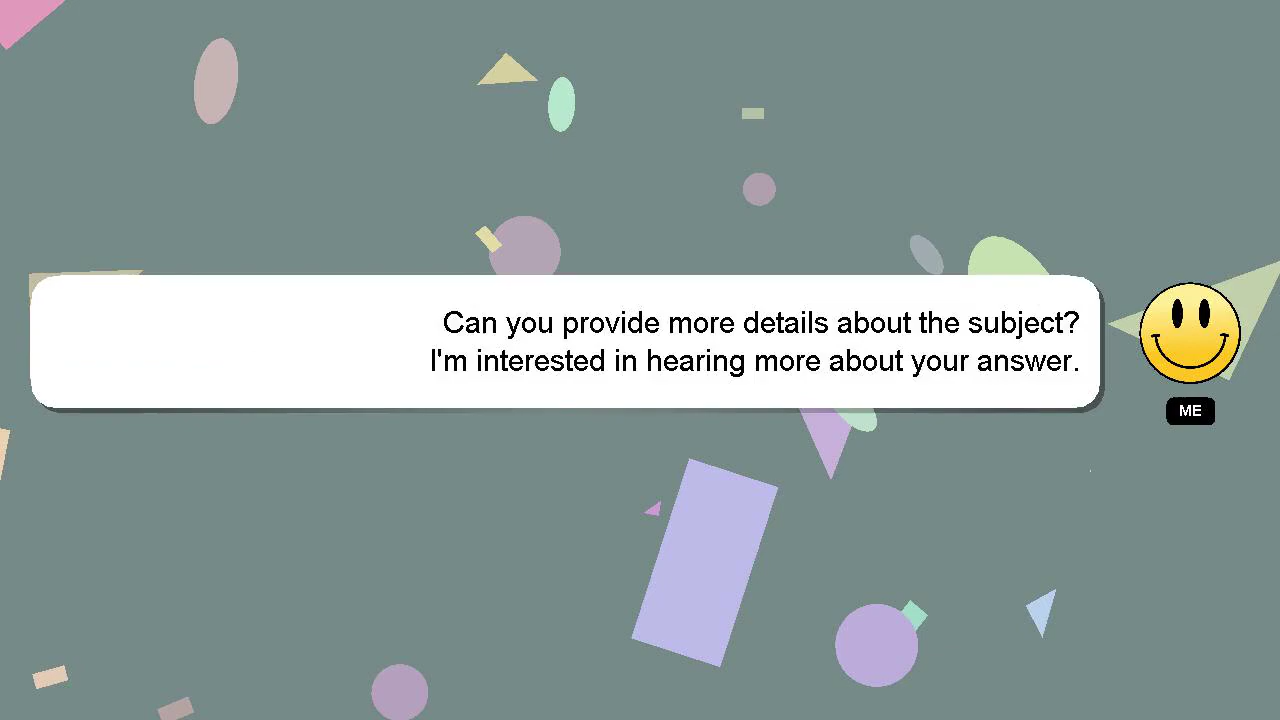 Can you provide more details about the subject?
I'm interested in hearing more about your answer.
ME